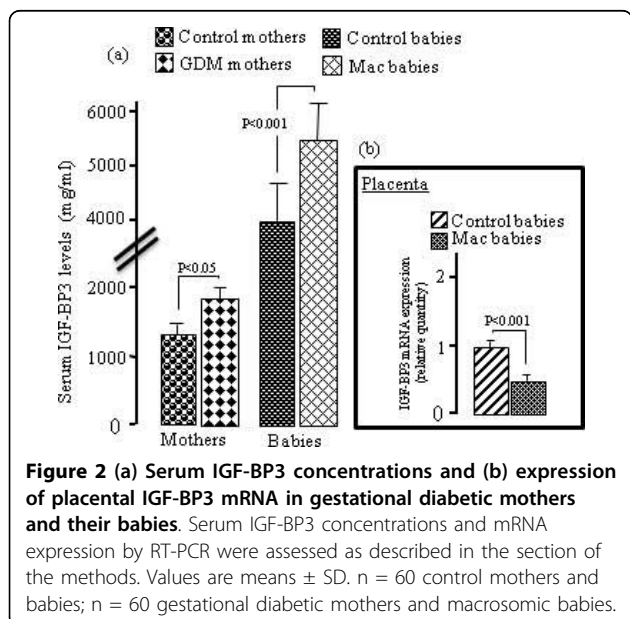 (a)
Control mothers
Control babies
GDM mothers
Mac babies
Serum IGF-BP3 levels (mg/ml)
6000
5000
4000
2000
1000
0
P<0.05
P<0.001
Mothers
Babies
(b)
Placenta
Control babies
Mac babies
IGF-BP3 mRNA expression
(relative quantity)
2
1
0
P<0.001
Figure 2 (a) Serum IGF-BP3 concentrations and (b) expression
of placental IGF-BP3 mRNA in gestational diabetic mothers
and their babies. Serum IGF-BP3 concentrations and mRNA
expression by RT-PCR were assessed as described in the section of
the methods. Values are means ± SD. n = 60 control mothers and
babies; n = 60 gestational diabetic mothers and macrosomic babies.